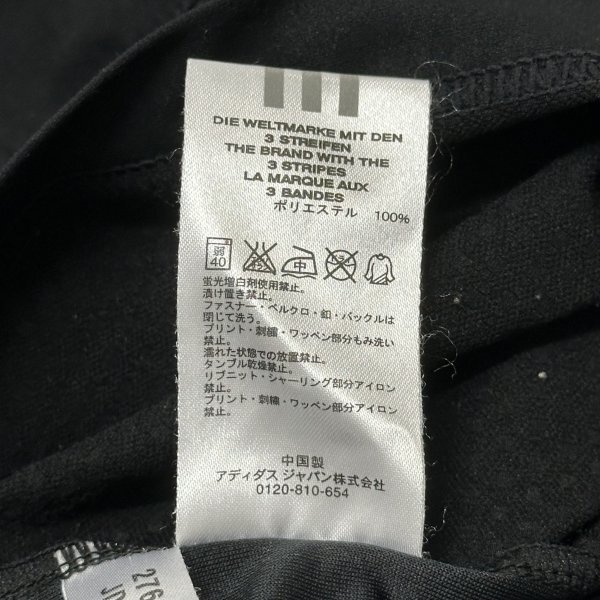 DIE WELTMARKE MIT DEN
3 STREIFEN
THE BRAND WITH THE
3 STRIPES
LA MARQUE AUX
3 BANDES
ポリエステル 100%
弱
40
中
蛍光増白剤使用禁止。
漬け置き禁止。
ファスナー・ベルクロ・釦・バックルは
閉じて洗う。
プリント・刺繍・ワッペン部分もみ洗い
禁止。
濡れた状態での放置禁止。
タンブル乾燥禁止。
リブニット・シャーリング部分アイロン
禁止。
プリント・刺繍・ワッペン部分アイロン
禁止。
中国製
アディダス ジャパン株式会社
0120-810-654
276